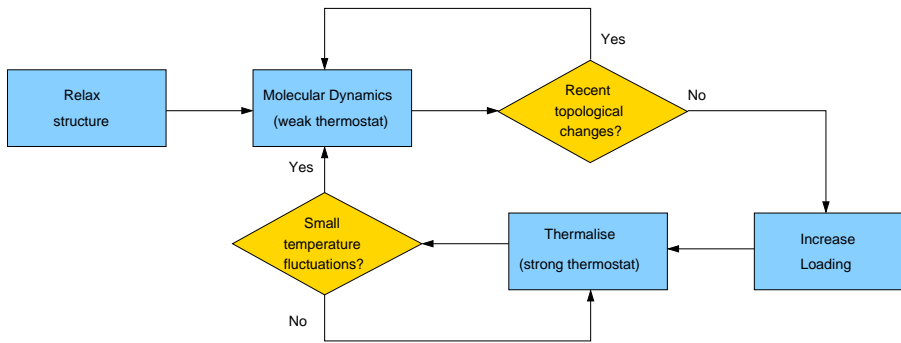 Yes
Relax
structure
Molecular Dynamics
(weak thermostat)
Recent
topological
changes?
No
Yes
Small
temperature
fluctuations?
Thermalise
(strong thermostat)
Increase
Loading
No